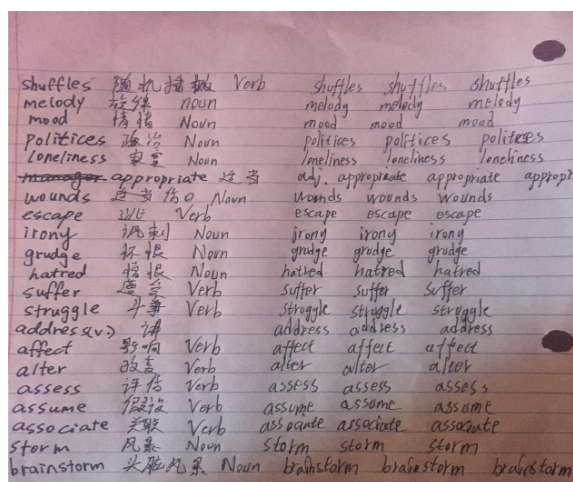 shuffles 随机播放 Verb shuffles shuffles shuffles
melody 旋律 noun melody melody melody
mood 情绪 Noun mood mood mood
politices 政治 Noun politices politices politices
loneliness 寂寞 Noun loneliness loneliness loneliness
manager appropriate 适当 adj. appropriate appropriate appropr
wounds 伤口 Noun wounds wounds wounds
escape Verb escape escape escape
irony 讽刺 Noun irony irony irony
grudge 怀恨 Noun grudge grudge grudge
hatred 憎恨 Noun hatred hatred hatred
suffer 遭受 Verb suffer suffer suffer
struggle 斗争 Verb struggle struggle struggle
address(v.) 讲 address address address
affect 影响 Verb affect affect affect
alter 改变 Verb alter alter alter
assess 评估 Verb assess assess assess
assume 假设 Verb assume assume assume
associate 关联 Verb associate associate associate
storm 风暴 Noun storm storm storm
brainstorm 头脑风暴 Noun brainstorm brainstorm brainstorm